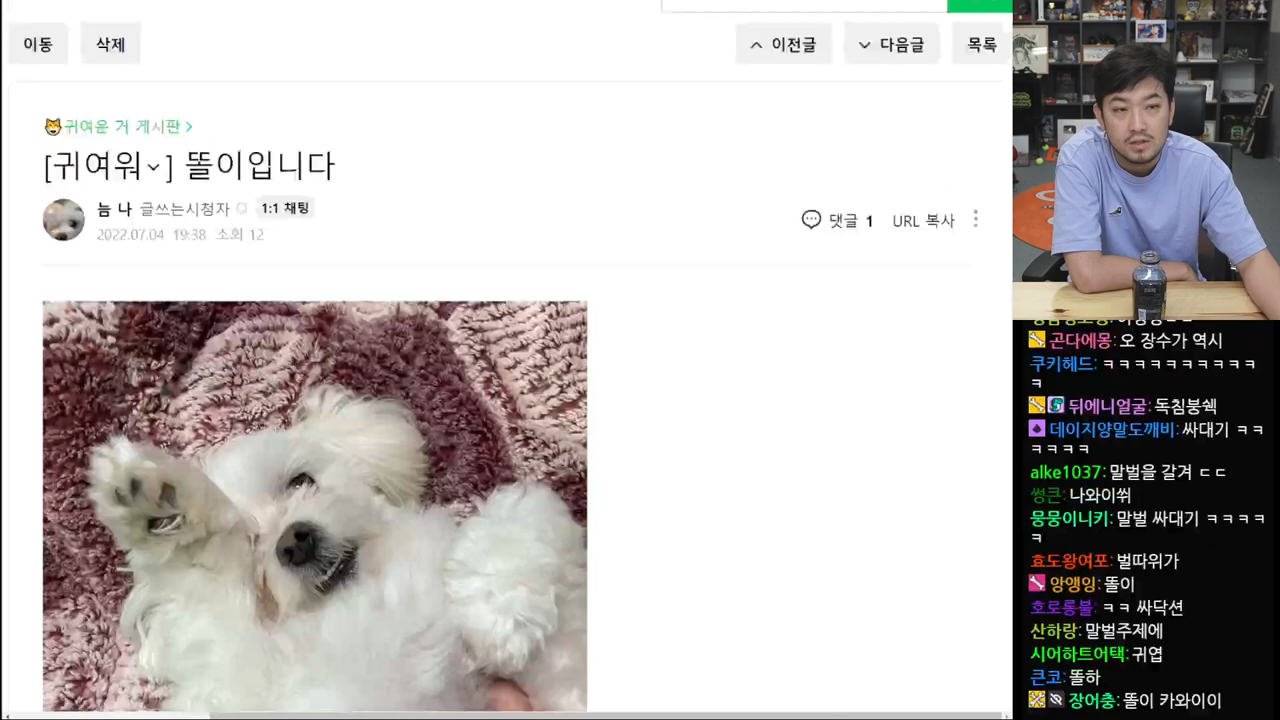 이동
삭제
이전글
다음글
목록
귀여운 거 게시판
[귀여워] 똘이입니다
늠 나 글쓰는시청자 1:1 채팅
2022.07.04 19:38 조회 12
댓글 1 URL 복사
곤다에몽: 오 장수가 역시
쿠키헤드: ㅋㅋㅋㅋㅋㅋㅋㅋㅋㅋ
ㅋ
뒤에니얼굴: 독침붕쉑
데이지양말도깨비: 싸대기 ㅋㅋ
ㅋㅋㅋㅋ
alke1037: 말벌을 갈겨 ㄷㄷ
썽큰: 나와이쒸
뭉뭉이니키: 말벌 싸대기 ㅋㅋㅋㅋ
ㅋ
효도왕여포: 벌따위가
앙앵잉: 똘이
호로롱불: ㅋㅋ 싸닥션
산하랑: 말벌주제에
시어하트어택: 귀엽
큰코: 똘하
장어충: 똘이 카와이이